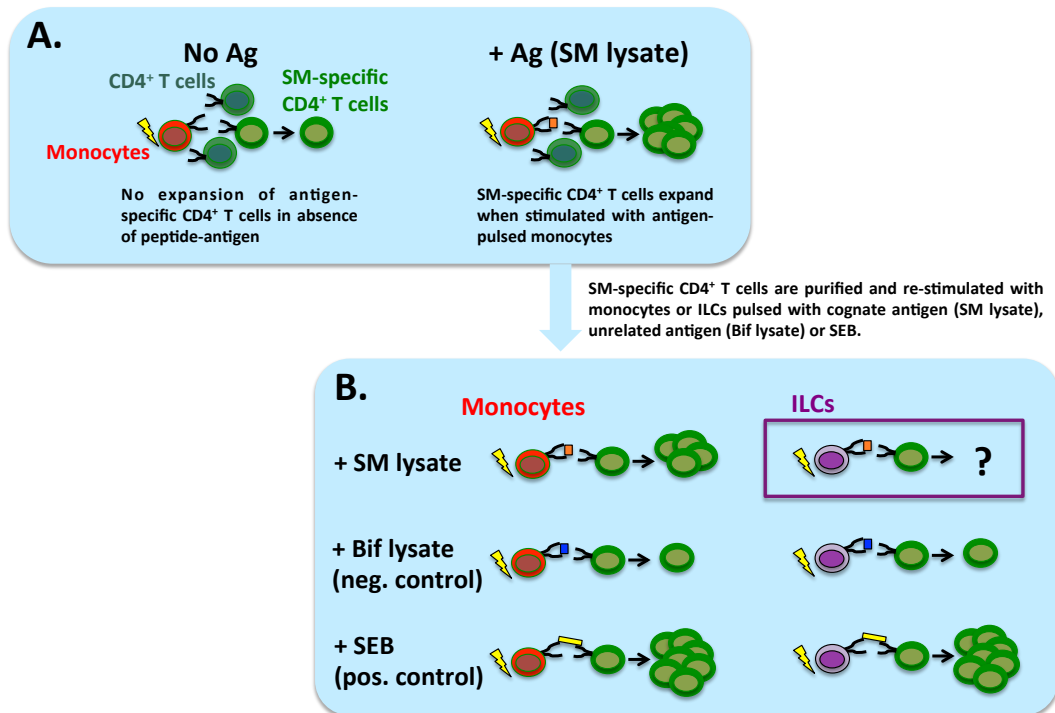 A.
No Ag
+ Ag (SM lysate)
CD4⁺ T cells
SM-specific
CD4⁺ T cells
Monocytes
No expansion of antigen-
specific CD4⁺ T cells in absence
of peptide-antigen
SM-specific CD4⁺ T cells expand
when stimulated with antigen-
pulsed monocytes
SM-specific CD4⁺ T cells are purified and re-stimulated with
monocytes or ILCs pulsed with cognate antigen (SM lysate),
unrelated antigen (Bif lysate) or SEB.
B.
Monocytes
ILCs
+ SM lysate
?
+ Bif lysate
(neg. control)
+ SEB
(pos. control)